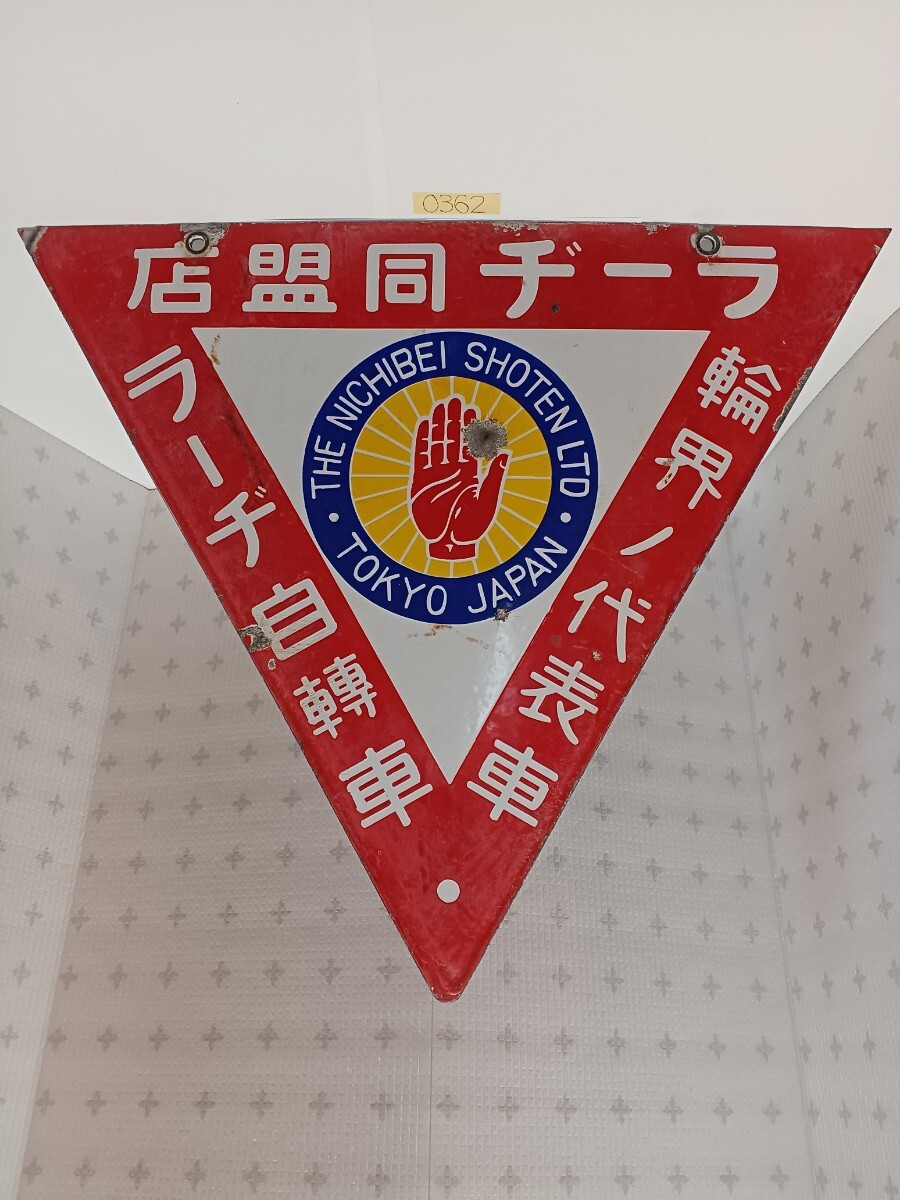 0362
ラーヂ同盟店
輪界ノ代表車
ラーヂ自轉車
THE NICHIBEI SHOTEN LTD
・TOKYO JAPAN・